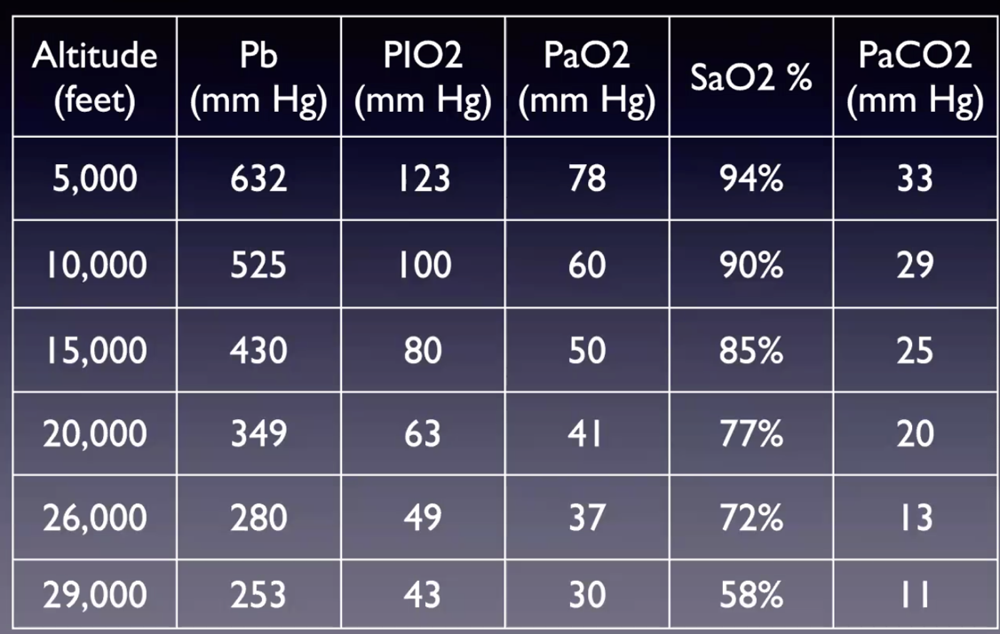 Altitude (feet) Pb (mm Hg) PIO2 (mm Hg) PaO2 (mm Hg) SaO2 % PaCO2 (mm Hg)
5,000 632 123 78 94% 33
10,000 525 100 60 90% 29
15,000 430 80 50 85% 25
20,000 349 63 41 77% 20
26,000 280 49 37 72% 13
29,000 253 43 30 58% 11